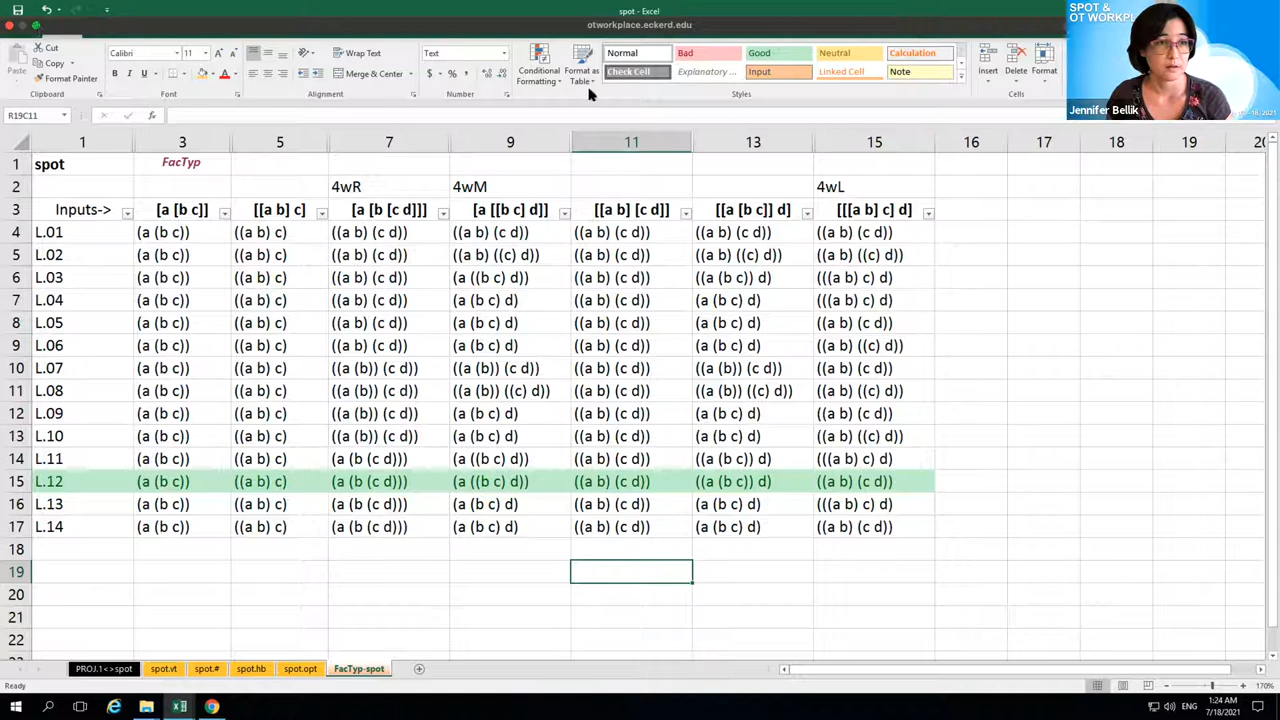 spot - Excel
otworkplace.eckerd.edu
SPOT &
OT WORKPL
Jennifer Bellik
Cut
Copy
Paste
Format Painter
Clipboard
Calibri 11
B I U
Font
Wrap Text
Merge & Center
Alignment
Text
$ % ,
Number
Conditional Formatting
Format as Table
Normal Bad Good Neutral Calculation
Check Cell Explanatory ... Input Linked Cell Note
Styles
Insert Delete Format
Cells
R19C11
1 3 7 9 11 13 15 16 17 18 19 20
1 spot FacTyp
2 4wR 4wM 4wL
3 Inputs-> [a [b c]] [[a b] c] [a [b [c d]]] [a [[b c] d]] [[a b] [c d]] [[a [b c]] d] [[[a b] c] d]
4 L.01 (a (b c)) ((a b) c) ((a b) (c d)) ((a b) (c d)) ((a b) (c d)) ((a b) (c d)) ((a b) (c d))
5 L.02 (a (b c)) ((a b) c) ((a b) (c d)) ((a b) ((c) d)) ((a b) (c d)) ((a b) ((c) d)) ((a b) ((c) d))
6 L.03 (a (b c)) ((a b) c) ((a b) (c d)) (a ((b c) d)) ((a b) (c d)) ((a (b c)) d) (((a b) c) d)
7 L.04 (a (b c)) ((a b) c) ((a b) (c d)) (a (b c) d) ((a b) (c d)) (a (b c) d) (((a b) c) d)
8 L.05 (a (b c)) ((a b) c) ((a b) (c d)) (a (b c) d) ((a b) (c d)) (a (b c) d) ((a b) (c d))
9 L.06 (a (b c)) ((a b) c) ((a b) (c d)) (a (b c) d) ((a b) (c d)) (a (b c) d) ((a b) ((c) d))
10 L.07 (a (b c)) ((a b) c) ((a (b)) (c d)) ((a (b)) (c d)) ((a b) (c d)) ((a (b)) (c d)) ((a b) (c d))
11 L.08 (a (b c)) ((a b) c) ((a (b)) (c d)) ((a (b)) ((c) d)) ((a b) (c d)) ((a (b)) ((c) d)) ((a b) ((c) d))
12 L.09 (a (b c)) ((a b) c) ((a (b)) (c d)) (a (b c) d) ((a b) (c d)) (a (b c) d) ((a b) (c d))
13 L.10 (a (b c)) ((a b) c) ((a (b)) (c d)) (a (b c) d) ((a b) (c d)) (a (b c) d) ((a b) ((c) d))
14 L.11 (a (b c)) ((a b) c) (a (b (c d))) (a ((b c) d)) ((a b) (c d)) ((a (b c)) d) (((a b) c) d)
15 L.12 (a (b c)) ((a b) c) (a (b (c d))) (a ((b c) d)) ((a b) (c d)) ((a (b c)) d) ((a b) (c d))
16 L.13 (a (b c)) ((a b) c) (a (b (c d))) (a (b c) d) ((a b) (c d)) (a (b c) d) (((a b) c) d)
17 L.14 (a (b c)) ((a b) c) (a (b (c d))) (a (b c) d) ((a b) (c d)) (a (b c) d) ((a b) (c d))
18
19
20
21
22
PROJ.1<>spot spot.vt spot.# spot.hb spot.opt FacTyp-spot
Ready 170%
ENG
1:24 AM
7/18/2021